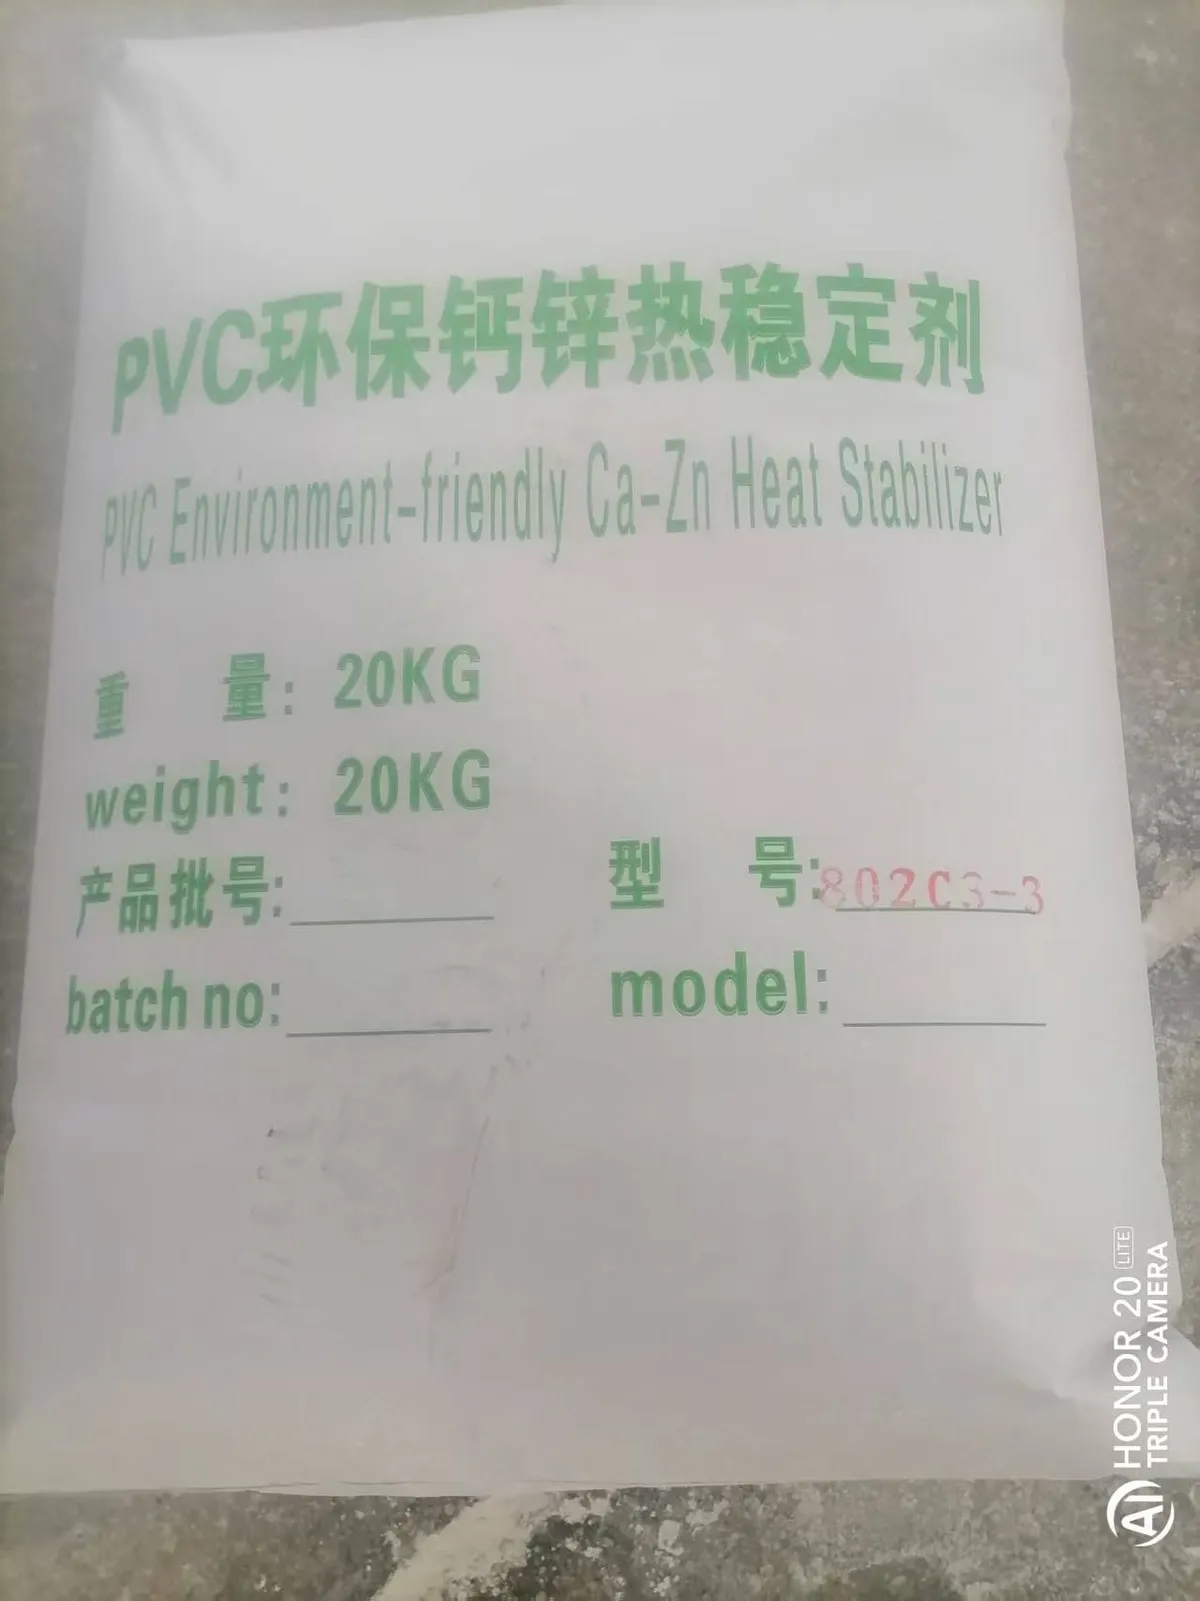 PVC环保钙锌热稳定剂
PVC Environment-friendly Ca-Zn Heat Stabilizer
重 量: 20KG
weight: 20KG
产品批号:
型 号: 802C3-3
batch no:
model:
HONOR 20 LITE
AI TRIPLE CAMERA